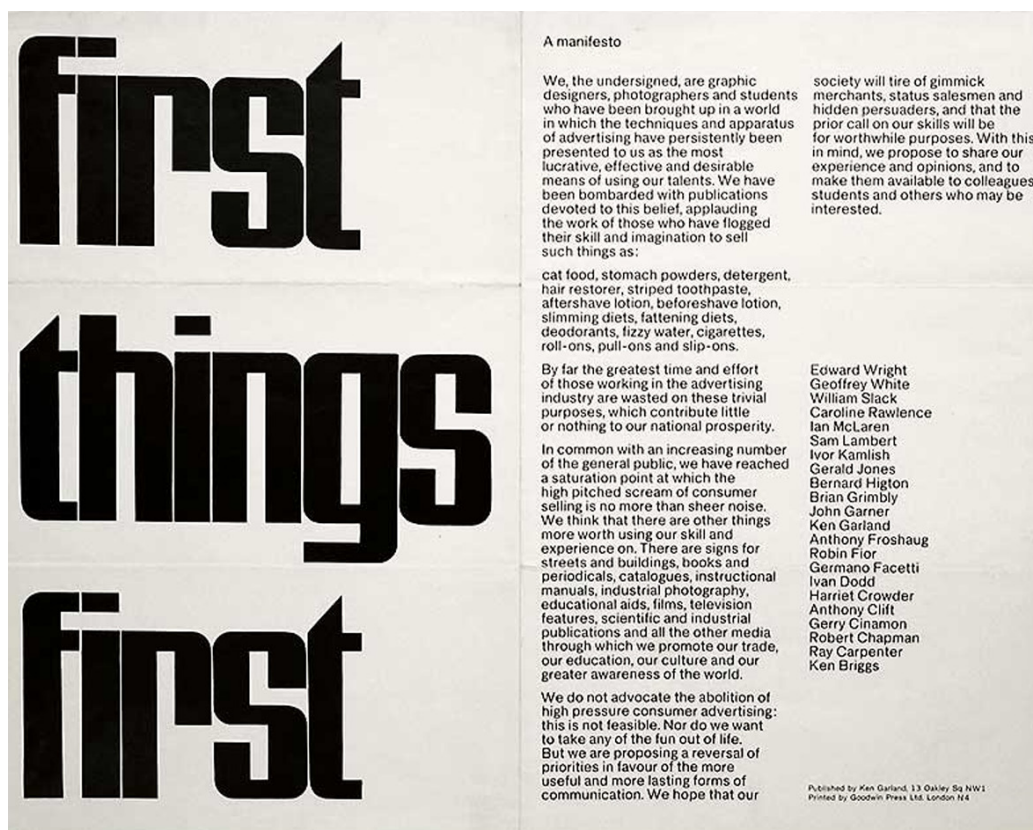 first
things
first
A manifesto
We, the undersigned, are graphic
designers, photographers and students
who have been brought up in a world
in which the techniques and apparatus
of advertising have persistently been
presented to us as the most
lucrative, effective and desirable
means of using our talents. We have
been bombarded with publications
devoted to this belief, applauding
the work of those who have flogged
their skill and imagination to sell
such things as:
cat food, stomach powders, detergent,
hair restorer, striped toothpaste,
aftershave lotion, beforeshave lotion,
slimming diets, fattening diets,
deodorants, fizzy water, cigarettes,
roll-ons, pull-ons and slip-ons.
By far the greatest time and effort
of those working in the advertising
industry are wasted on these trivial
purposes, which contribute little
or nothing to our national prosperity.
In common with an increasing number
of the general public, we have reached
a saturation point at which the
high pitched scream of consumer
selling is no more than sheer noise.
We think that there are other things
more worth using our skill and
experience on. There are signs for
streets and buildings, books and
periodicals, catalogues, instructional
manuals, industrial photography,
educational aids, films, television
features, scientific and industrial
publications and all the other media
through which we promote our trade,
our education, our culture and our
greater awareness of the world.
We do not advocate the abolition of
high pressure consumer advertising:
this is not feasible. Nor do we want
to take any of the fun out of life.
But we are proposing a reversal of
priorities in favour of the more
useful and more lasting forms of
communication. We hope that our
society will tire of gimmick
merchants, status salesmen and
hidden persuaders, and that the
prior call on our skills will be
for worthwhile purposes. With this
in mind, we propose to share our
experience and opinions, and to
make them available to colleagues
students and others who may be
interested.
Edward Wright
Geoffrey White
William Slack
Caroline Rawlence
Ian McLaren
Sam Lambert
Ivor Kamlish
Gerald Jones
Bernard Higton
Brian Grimbly
John Garner
Ken Garland
Anthony Froshaug
Robin Fior
Germano Facetti
Ivan Dodd
Harriet Crowder
Anthony Clift
Gerry Cinamon
Robert Chapman
Ray Carpenter
Ken Briggs
Published by Ken Garland, 13 Oakley Sq NW1
Printed by Goodwin Press Ltd. London N4